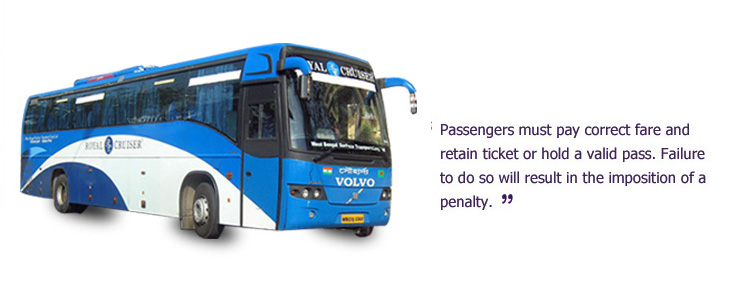 ROYAL CRUISER
West Bengal Surface Transport
ROYAL CRUISER
VOLVO
Passengers must pay correct fare and
retain ticket or hold a valid pass. Failure
to do so will result in the imposition of a
penalty. ”